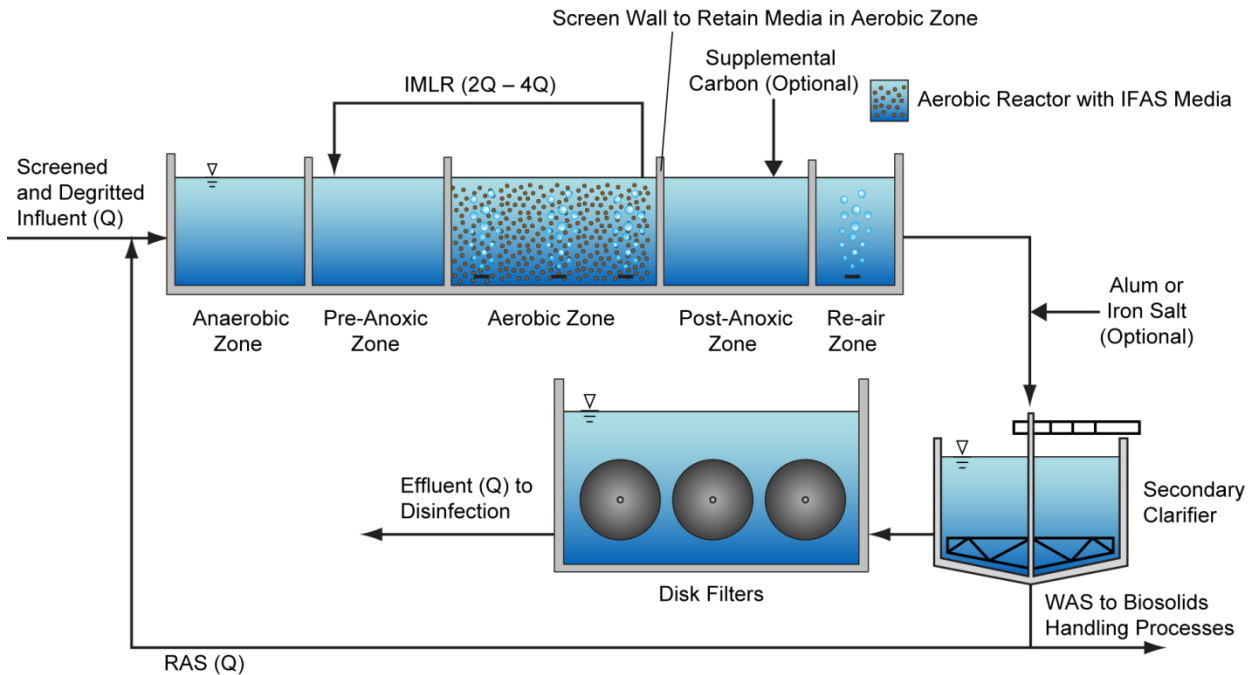 Screen Wall to Retain Media in Aerobic Zone
IMLR (2Q – 4Q)
Supplemental
Carbon (Optional)
Aerobic Reactor with IFAS Media
Screened
and Degritted
Influent (Q)
Anaerobic
Zone
Pre-Anoxic
Zone
Aerobic Zone
Post-Anoxic
Zone
Re-air
Zone
Alum or
Iron Salt
(Optional)
Effluent (Q) to
Disinfection
Secondary
Clarifier
Disk Filters
WAS to Biosolids
Handling Processes
RAS (Q)